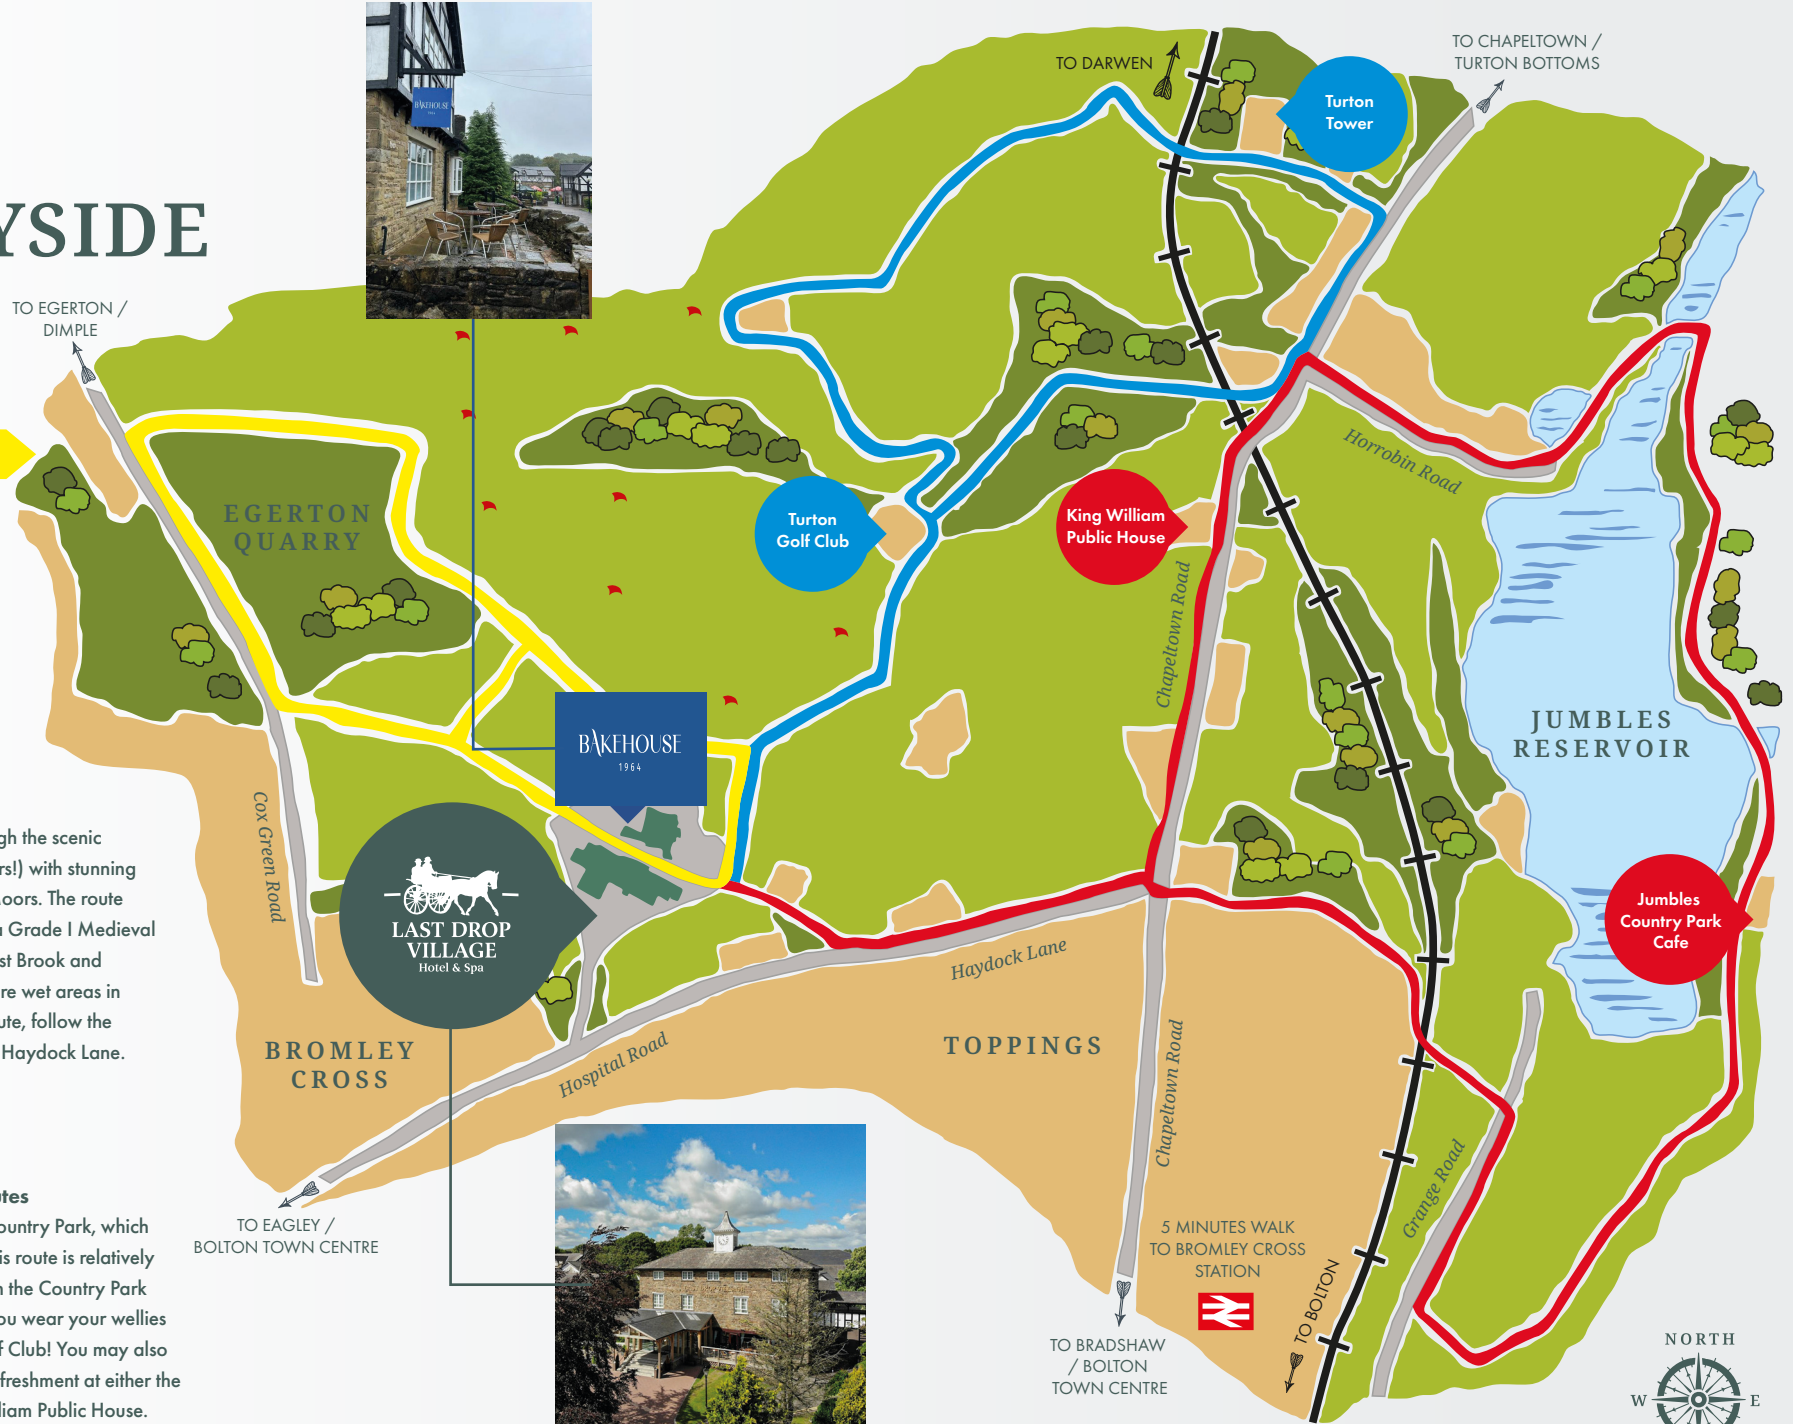 YSIDE
TO EGERTON /
DIMPLE
BAKEHOUSE
TO DARWEN
TO CHAPELTOWN /
TURTON BOTTOMS
Turton
Tower
EGERTON
QUARRY
Turton
Golf Club
King William
Public House
Horrobin Road
Chapeltown Road
JUMBLES
RESERVOIR
BAKEHOUSE
1964
Cox Green Road
LAST DROP
VILLAGE
Hotel & Spa
Jumbles
Country Park
Cafe
Haydock Lane
Hospital Road
BROMLEY
CROSS
TOPPINGS
Chapeltown Road
Grange Road
TO EAGLEY /
BOLTON TOWN CENTRE
5 MINUTES WALK
TO BROMLEY CROSS
STATION
TO BOLTON
TO BRADSHAW
/ BOLTON
TOWN CENTRE
NORTH
W E
gh the scenic
rs!) with stunning
oors. The route
a Grade I Medieval
st Brook and
re wet areas in
ute, follow the
Haydock Lane.
utes
ountry Park, which
is route is relatively
n the Country Park
ou wear your wellies
f Club! You may also
freshment at either the
liam Public House.